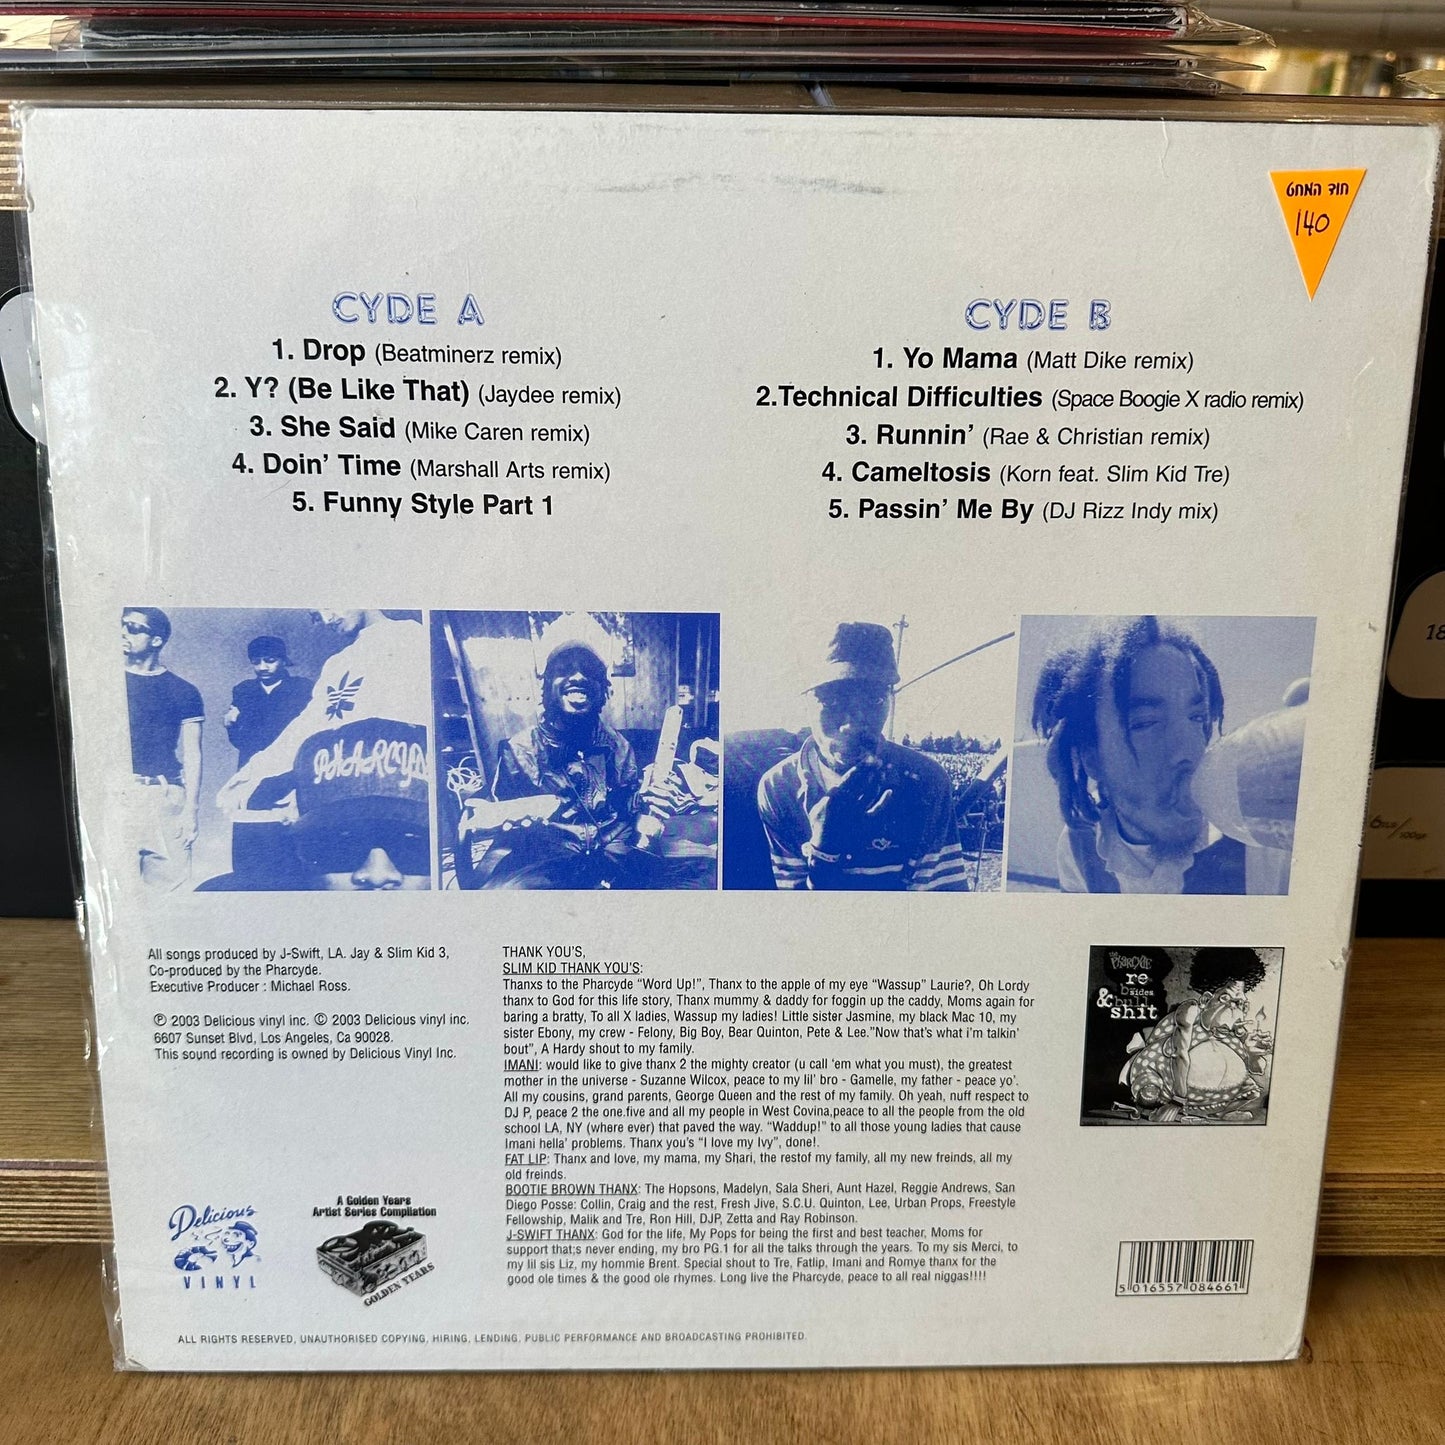 חוד המחט
140
CYDE A
1. Drop (Beatminerz remix)
2. Y? (Be Like That) (Jaydee remix)
3. She Said (Mike Caren remix)
4. Doin' Time (Marshall Arts remix)
5. Funny Style Part 1
CYDE B
1. Yo Mama (Matt Dike remix)
2.Technical Difficulties (Space Boogie X radio remix)
3. Runnin' (Rae & Christian remix)
4. Cameltosis (Korn feat. Slim Kid Tre)
5. Passin' Me By (DJ Rizz Indy mix)
PHARCYD
18
All songs produced by J-Swift, LA. Jay & Slim Kid 3,
Co-produced by the Pharcyde.
Executive Producer : Michael Ross.
℗ 2003 Delicious vinyl inc. © 2003 Delicious vinyl inc.
6607 Sunset Blvd, Los Angeles, Ca 90028.
This sound recording is owned by Delicious Vinyl Inc.
THANK YOU'S,
SLIM KID THANK YOU'S:
Thanxs to the Pharcyde "Word Up!", Thanx to the apple of my eye "Wassup" Laurie?, Oh Lordy
thanx to God for this life story, Thanx mummy & daddy for foggin up the caddy, Moms again for
baring a bratty, To all X ladies, Wassup my ladies! Little sister Jasmine, my black Mac 10, my
sister Ebony, my crew - Felony, Big Boy, Bear Quinton, Pete & Lee."Now that's what i'm talkin'
bout", A Hardy shout to my family.
IMANI: would like to give thanx 2 the mighty creator (u call 'em what you must), the greatest
mother in the universe - Suzanne Wilcox, peace to my lil' bro - Gamelle, my father - peace yo'.
All my cousins, grand parents, George Queen and the rest of my family. Oh yeah, nuff respect to
DJ P, peace 2 the one.five and all my people in West Covina,peace to all the people from the old
school LA, NY (where ever) that paved the way. "Waddup!" to all those young ladies that cause
Imani hella' problems. Thanx you's "I love my Ivy", done!.
FAT LIP: Thanx and love, my mama, my Shari, the restof my family, all my new freinds, all my
old freinds.
BOOTIE BROWN THANX: The Hopsons, Madelyn, Sala Sheri, Aunt Hazel, Reggie Andrews, San
Diego Posse: Collin, Craig and the rest, Fresh Jive, S.C.U. Quinton, Lee, Urban Props, Freestyle
Fellowship, Malik and Tre, Ron Hill, DJP, Zetta and Ray Robinson.
J-SWIFT THANX: God for the life, My Pops for being the first and best teacher, Moms for
support that;s never ending, my bro PG.1 for all the talks through the years. To my sis Merci, to
my lil sis Liz, my hommie Brent. Special shout to Tre, Fatlip, Imani and Romye thanx for the
good ole times & the good ole rhymes. Long live the Pharcyde, peace to all real niggas!!!!
the PHARCYDE
re
b sides
& bull
shit
Delicious
VINYL
A Golden Years
Artist Series Compilation
GOLDEN YEARS
5 016557 084661
ALL RIGHTS RESERVED, UNAUTHORISED COPYING, HIRING, LENDING, PUBLIC PERFORMANCE AND BROADCASTING PROHIBITED.